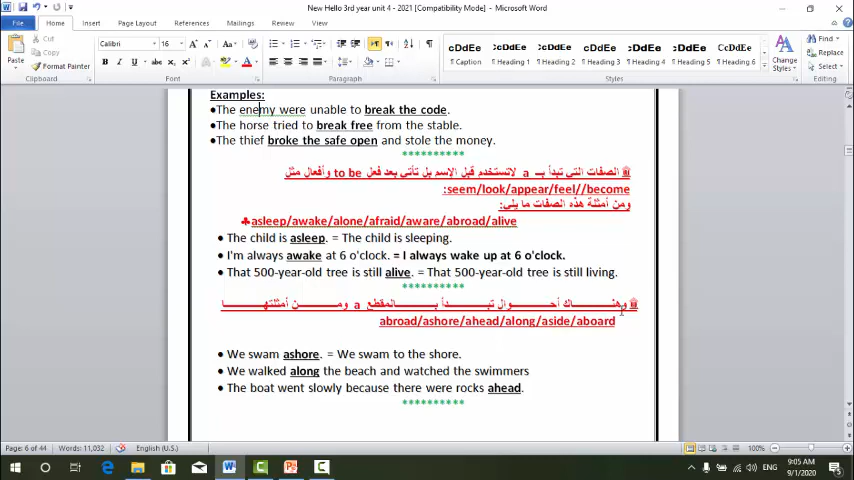 New Hello 3rd year unit 4 - 2021 [Compatibility Mode] - Microsoft Word
File Home Insert Page Layout References Mailings Review View
Cut
Copy
Format Painter
Paste
Clipboard
Calibri 16
Font
Paragraph
¶ Normal
¶ Heading 1
¶ Heading 2
¶ Heading 3
¶ Heading 4
¶ Heading 5
¶ Heading 6
Styles
Change Styles
Find
Replace
Select
Editing
Examples:
•The enemy were unable to break the code.
•The horse tried to break free from the stable.
•The thief broke the safe open and stole the money.
**********
الصفات التي تبدأ بــ a لاتستخدم قبل الإسم بل تأتى بعد فعل to be وأفعال مثل
seem/look/appear/feel//become:
ومن أمثلة هذه الصفات ما يلى:
♣asleep/awake/alone/afraid/aware/abroad/alive
• The child is asleep. = The child is sleeping.
• I'm always awake at 6 o'clock. = I always wake up at 6 o'clock.
• That 500-year-old tree is still alive. = That 500-year-old tree is still living.
**********
وهنـــاك أحـــوال تبـــدأ بـــالمقطع a ومـــن أمثلتهـــا
abroad/ashore/ahead/along/aside/aboard
• We swam ashore. = We swam to the shore.
• We walked along the beach and watched the swimmers
• The boat went slowly because there were rocks ahead.
**********
Page: 6 of 44 Words: 11,032 English (U.S.) 100%
ENG 9:05 AM
9/1/2020